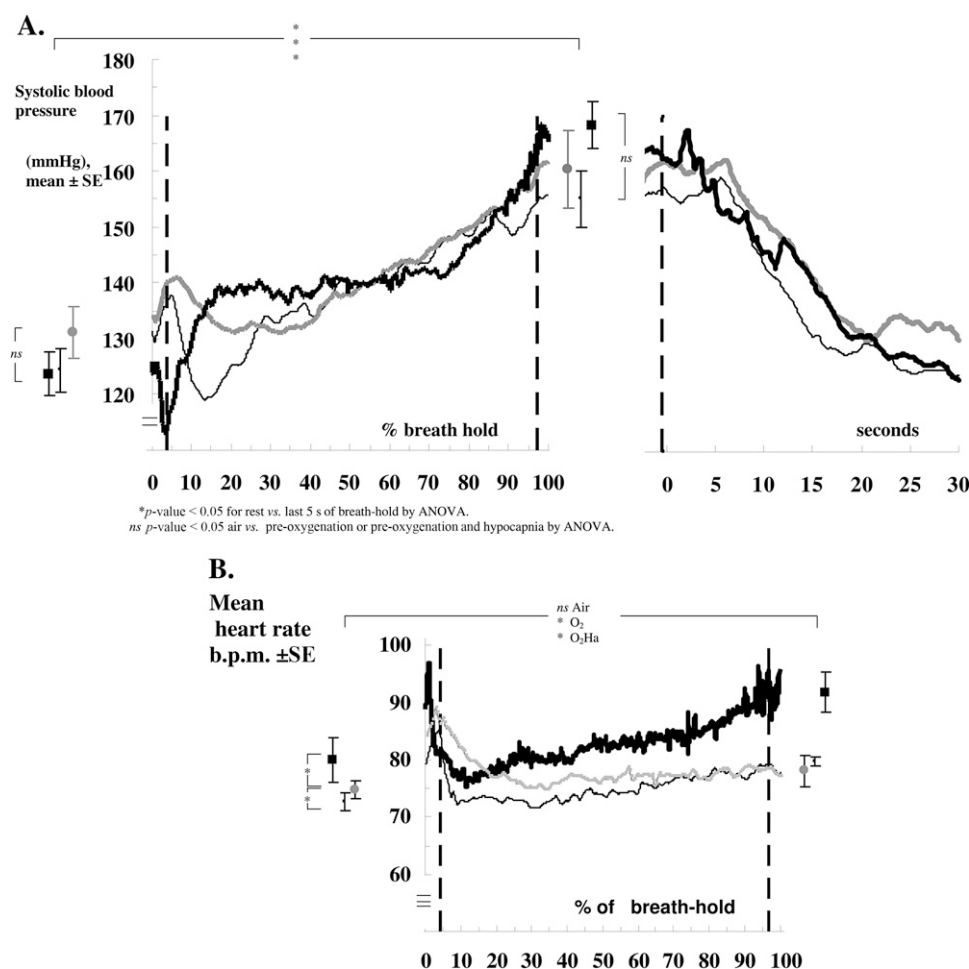 A.
*
*
*
180
Systolic blood
pressure
170
(mmHg),
mean ± SE
160
150
140
130
120
ns
ns
% breath hold
seconds
0 5 10 20 30 40 50 60 70 80 90 100
0 5 10 15 20 25 30
*p-value < 0.05 for rest vs. last 5 s of breath-hold by ANOVA.
ns p-value < 0.05 air vs. pre-oxygenation or pre-oxygenation and hypocapnia by ANOVA.
B.
Mean
heart rate
b.p.m. ±SE
ns Air
* O₂
* O₂Ha
100
90
80
70
60
*
*
% of breath-hold
0 10 20 30 40 50 60 70 80 90 100